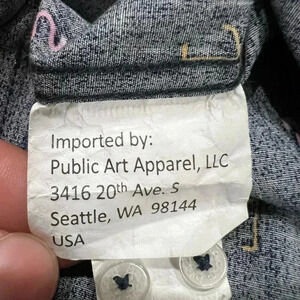 Imported by:
Public Art Apparel, LLC
3416 20th Ave. S
Seattle, WA 98144
USA